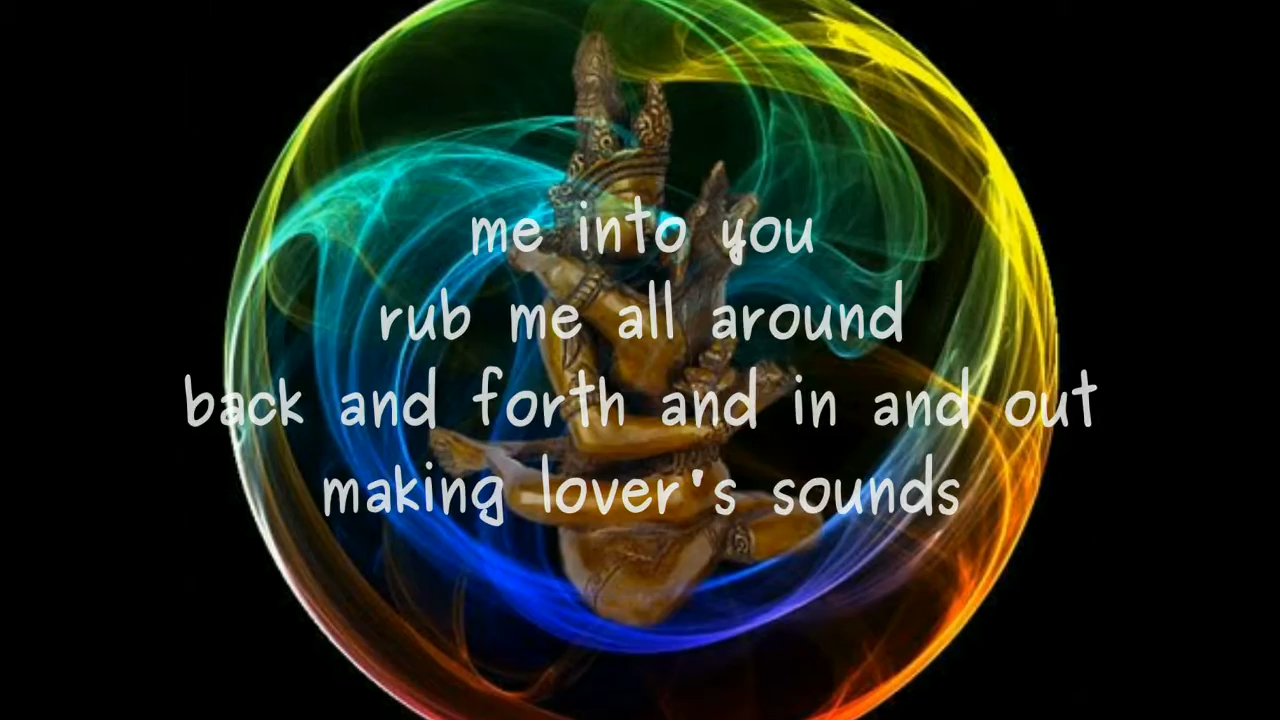 me into you
rub me all around
back and forth and in and out
making lover's sounds